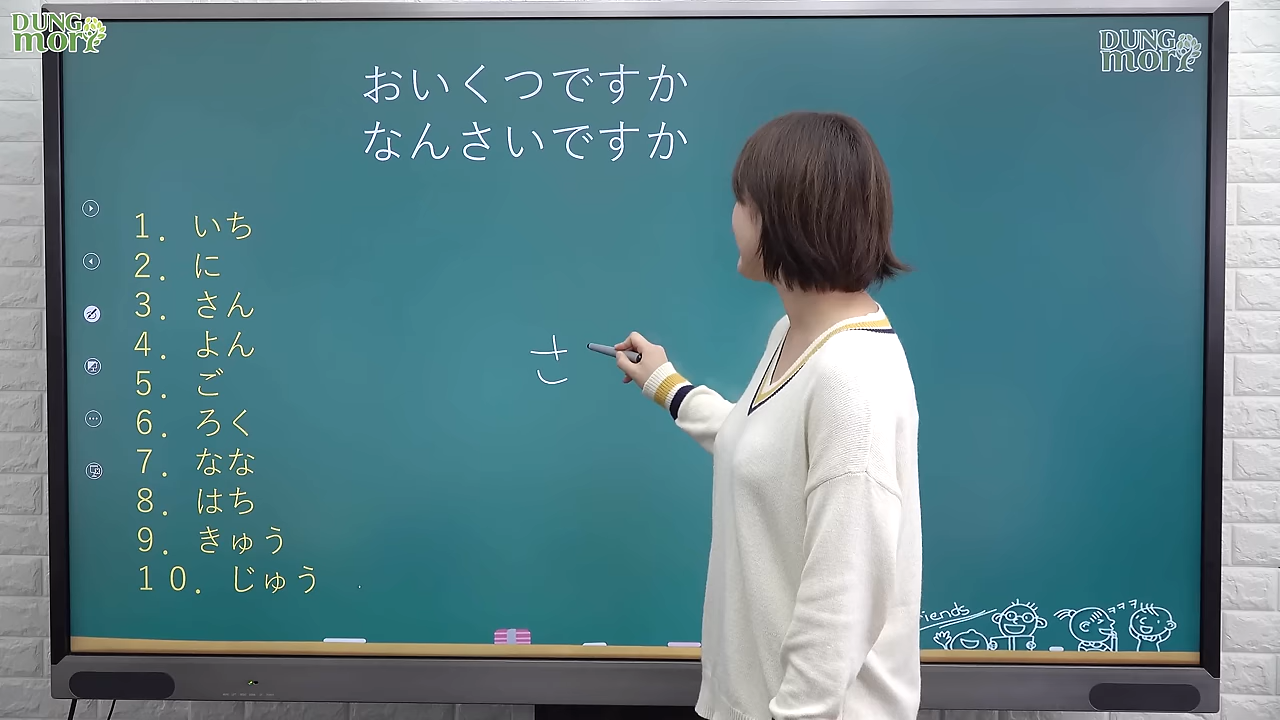 DUNG
mori
DUNG
mori
おいくつですか
なんさいですか
1. いち
2. に
3. さん
4. よん
5. ご
6. ろく
7. なな
8. はち
9. きゅう
10. じゅう
さ
iends